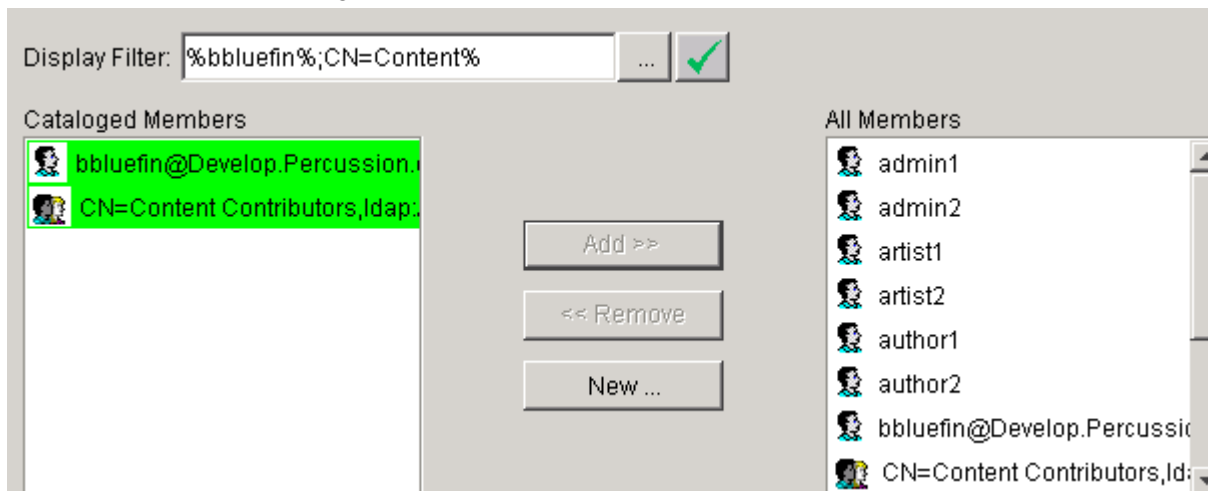 Display Filter: %bbluefin%;CN=Content% ...
Cataloged Members
bbluefin@Develop.Percussion.
CN=Content Contributors,ldap:
Add >>
<< Remove
New ...
All Members
admin1
admin2
artist1
artist2
author1
author2
bbluefin@Develop.Percussic
CN=Content Contributors,ld